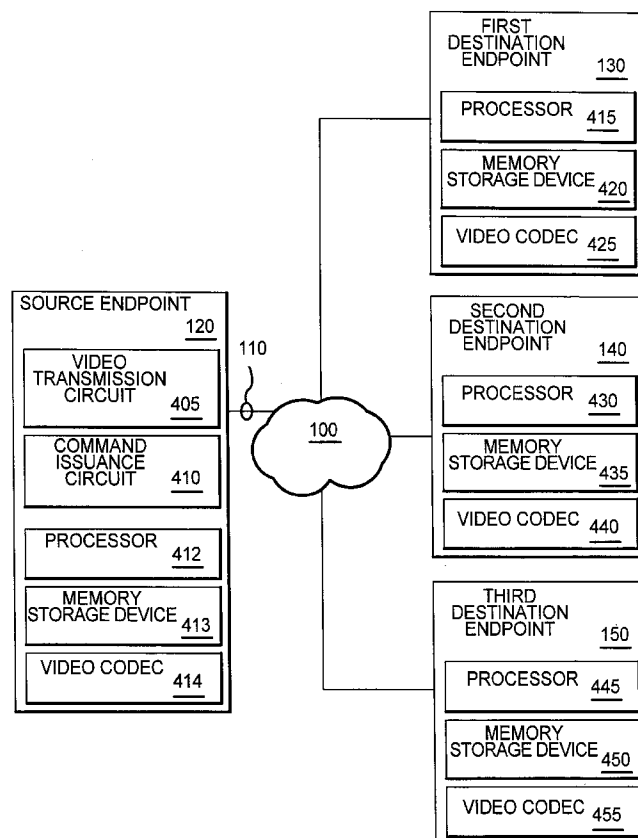 FIRST
DESTINATION
ENDPOINT 130
PROCESSOR 415
MEMORY
STORAGE DEVICE 420
VIDEO CODEC 425
SOURCE ENDPOINT
120
VIDEO
TRANSMISSION
CIRCUIT 405
COMMAND
ISSUANCE
CIRCUIT 410
PROCESSOR 412
MEMORY
STORAGE DEVICE 413
VIDEO CODEC 414
110
100
SECOND
DESTINATION
ENDPOINT 140
PROCESSOR 430
MEMORY
STORAGE DEVICE 435
VIDEO CODEC 440
THIRD
DESTINATION
ENDPOINT 150
PROCESSOR 445
MEMORY
STORAGE DEVICE 450
VIDEO CODEC 455